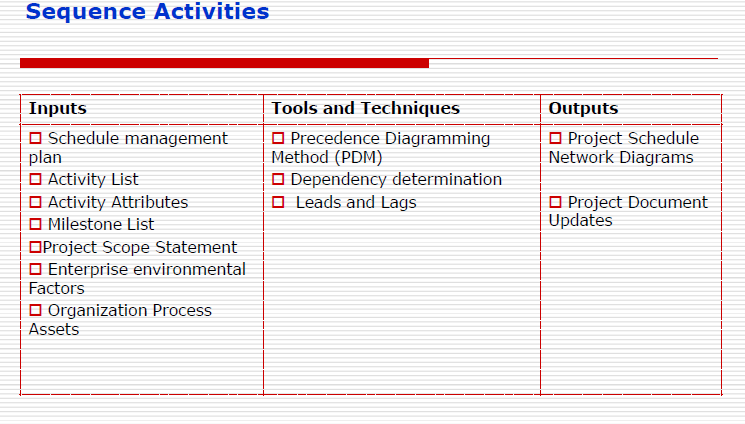 Sequence Activities
Inputs
Schedule management
plan
Activity List
Activity Attributes
Milestone List
Project Scope Statement
Enterprise environmental
Factors
Organization Process
Assets
Tools and Techniques
Precedence Diagramming
Method (PDM)
Dependency determination
Leads and Lags
Outputs
Project Schedule
Network Diagrams
Project Document
Updates